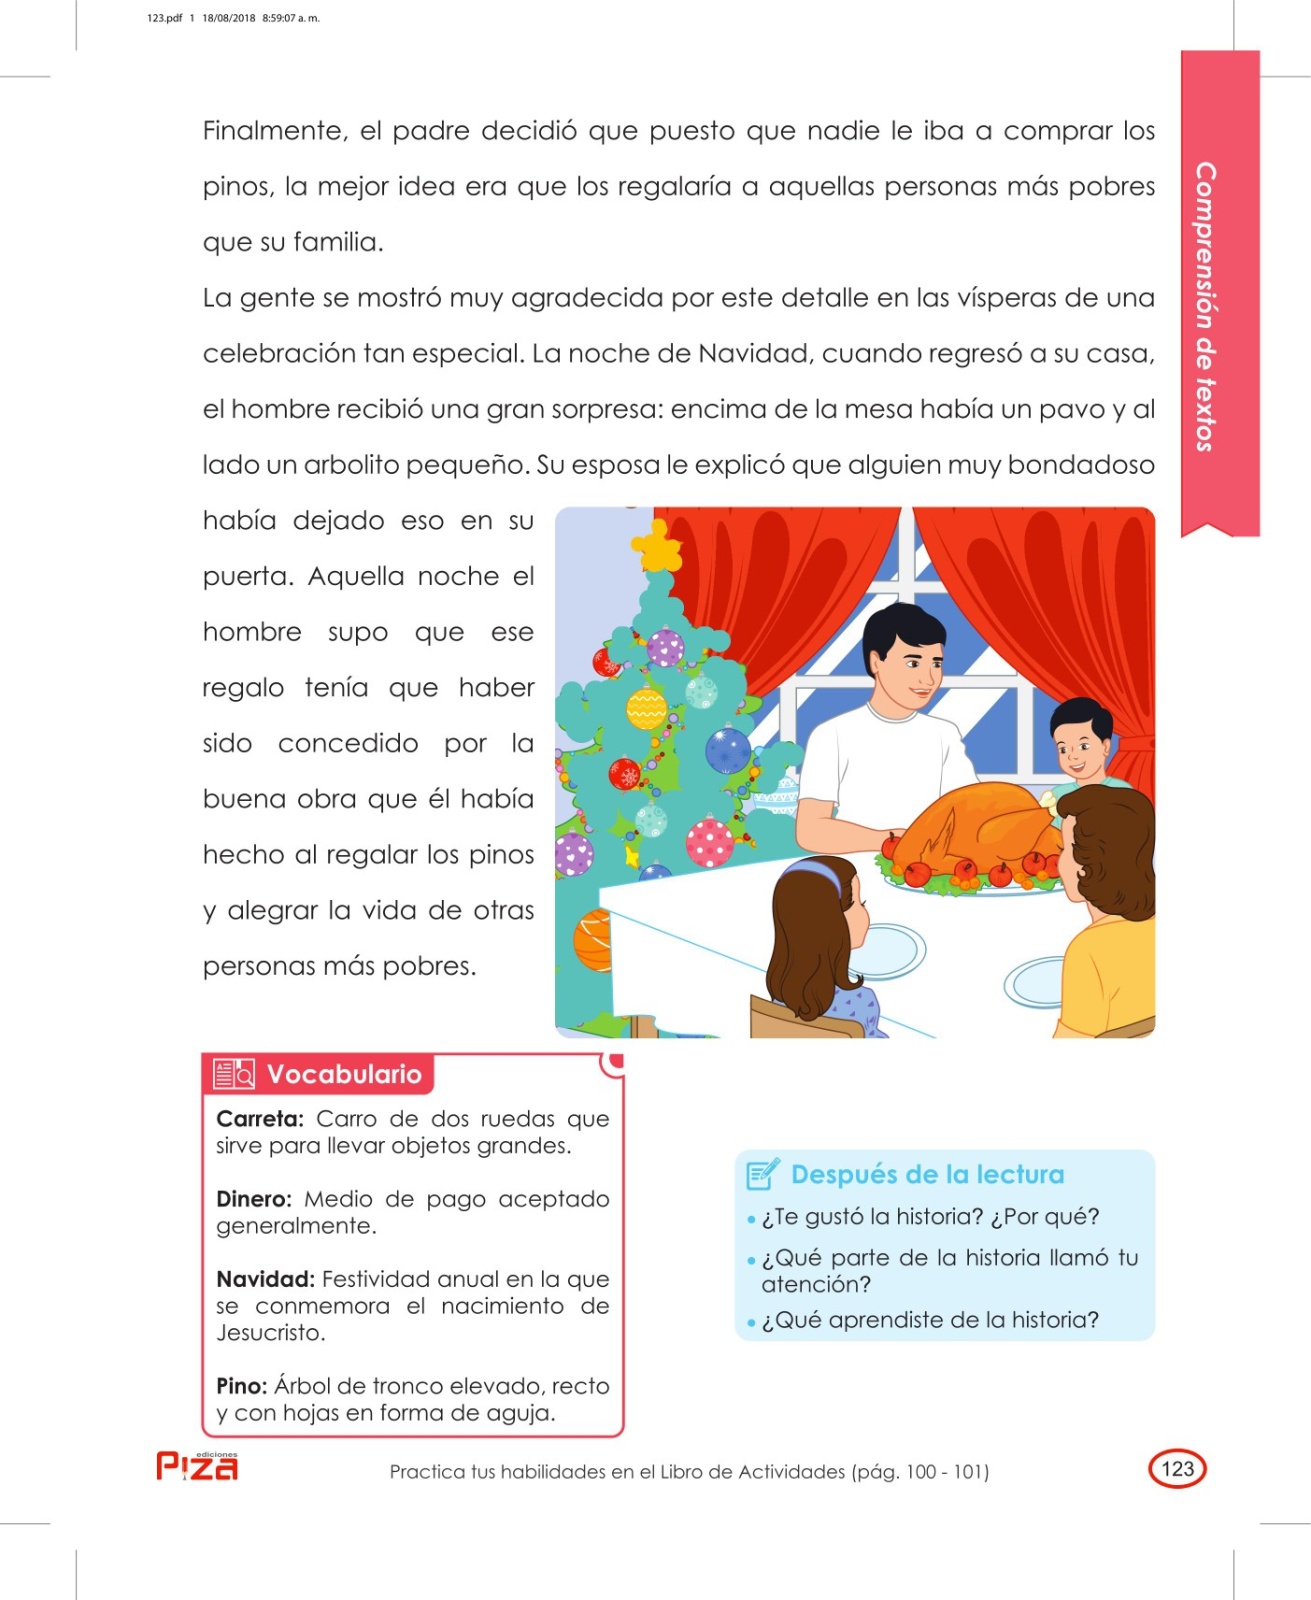 123.pdf 1 18/08/2018 8:59:07 a. m.
Comprensión de textos
Finalmente, el padre decidió que puesto que nadie le iba a comprar los
pinos, la mejor idea era que los regalaría a aquellas personas más pobres
que su familia.
La gente se mostró muy agradecida por este detalle en las vísperas de una
celebración tan especial. La noche de Navidad, cuando regresó a su casa,
el hombre recibió una gran sorpresa: encima de la mesa había un pavo y al
lado un arbolito pequeño. Su esposa le explicó que alguien muy bondadoso
había dejado eso en su
puerta. Aquella noche el
hombre supo que ese
regalo tenía que haber
sido concedido por la
buena obra que él había
hecho al regalar los pinos
y alegrar la vida de otras
personas más pobres.
Vocabulario
Carreta: Carro de dos ruedas que
sirve para llevar objetos grandes.
Dinero: Medio de pago aceptado
generalmente.
Navidad: Festividad anual en la que
se conmemora el nacimiento de
Jesucristo.
Pino: Árbol de tronco elevado, recto
y con hojas en forma de aguja.
Después de la lectura
• ¿Te gustó la historia? ¿Por qué?
• ¿Qué parte de la historia llamó tu
atención?
• ¿Qué aprendiste de la historia?
ediciones
Piza
Practica tus habilidades en el Libro de Actividades (pág. 100 - 101)
123